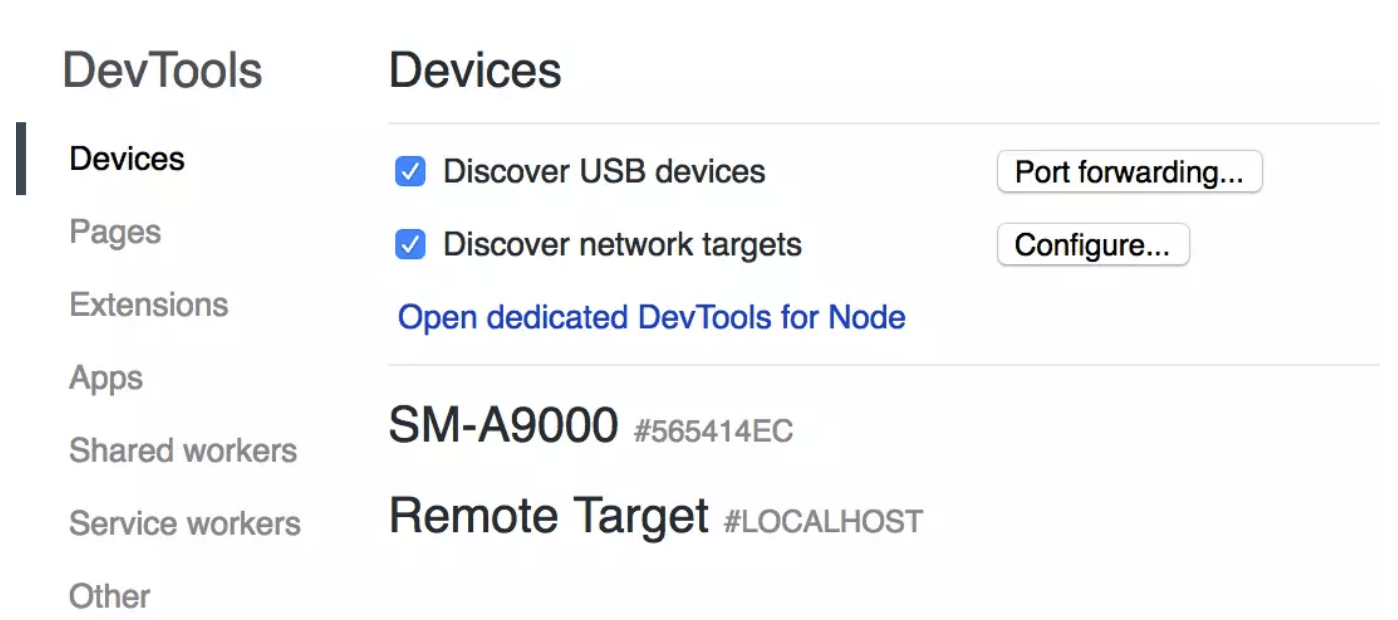 DevTools
Devices
Pages
Extensions
Apps
Shared workers
Service workers
Other
Devices
Discover USB devices
Port forwarding...
Discover network targets
Configure...
Open dedicated DevTools for Node
SM-A9000 #565414EC
Remote Target #LOCALHOST